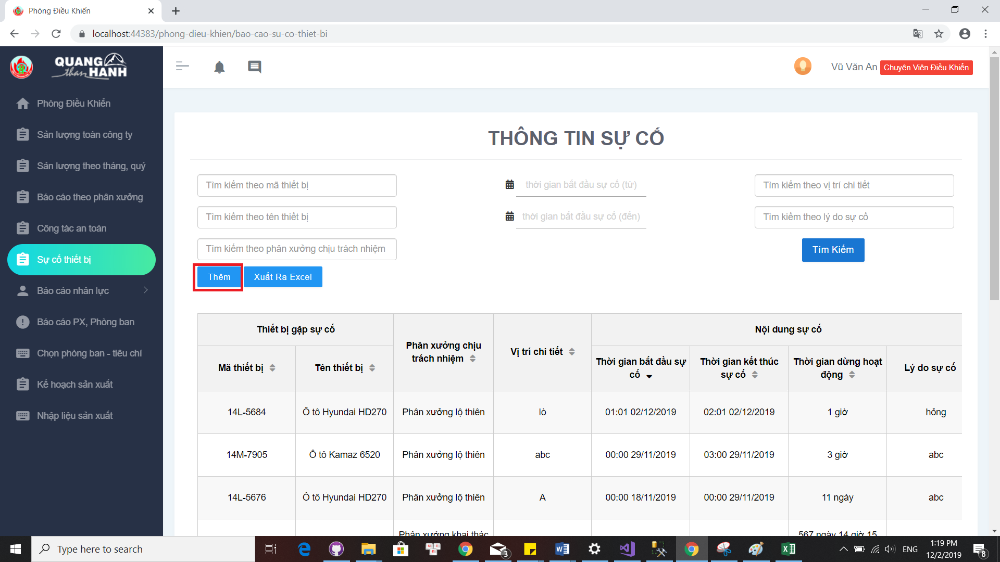 Phòng Điều Khiển
localhost:44383/phong-dieu-khien/bao-cao-su-co-thiet-bi
QUANG
than HANH
Vũ Văn An Chuyên Viên Điều Khiển
Phòng Điều Khiển
Sản lượng toàn công ty
Sản lượng theo tháng, quý
Báo cáo theo phân xưởng
Công tác an toàn
Sự cố thiết bị
Báo cáo nhân lực
Báo cáo PX, Phòng ban
Chọn phòng ban - tiêu chí
Kế hoạch sản xuất
Nhập liệu sản xuất
THÔNG TIN SỰ CỐ
Tìm kiếm theo mã thiết bị
thời gian bắt đầu sự cố (từ)
Tìm kiếm theo vị trí chi tiết
Tìm kiếm theo tên thiết bị
thời gian bắt đầu sự cố (đến)
Tìm kiếm theo lý do sự cố
Tìm kiếm theo phân xưởng chịu trách nhiệm
Tìm Kiếm
Thêm
Xuất Ra Excel
Thiết bị gặp sự cố
Phân xưởng chịu
trách nhiệm
Vị trí chi tiết
Nội dung sự cố
Mã thiết bị
Tên thiết bị
Thời gian bắt đầu sự
cố
Thời gian kết thúc
sự cố
Thời gian dừng hoạt
động
Lý do sự cố
14L-5684 Ô tô Hyundai HD270 Phân xưởng lộ thiên lò 01:01 02/12/2019 02:01 02/12/2019 1 giờ hỏng
14M-7905 Ô tô Kamaz 6520 Phân xưởng lộ thiên abc 00:00 29/11/2019 03:00 29/11/2019 3 giờ abc
14L-5676 Ô tô Hyundai HD270 Phân xưởng lộ thiên A 00:00 18/11/2019 00:00 29/11/2019 11 ngày abc
Phân xưởng khai thác 567 ngày 14 giờ 15
Type here to search
3
ENG
1:19 PM
12/2/2019
8